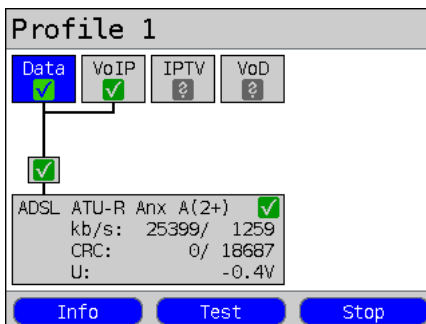 Profile 1
Data VoIP IPTV VoD
? ?
ADSL ATU-R Anx A(2+)
kb/s: 25399/ 1259
CRC: 0/ 18687
U: -0.4V
Info Test Stop